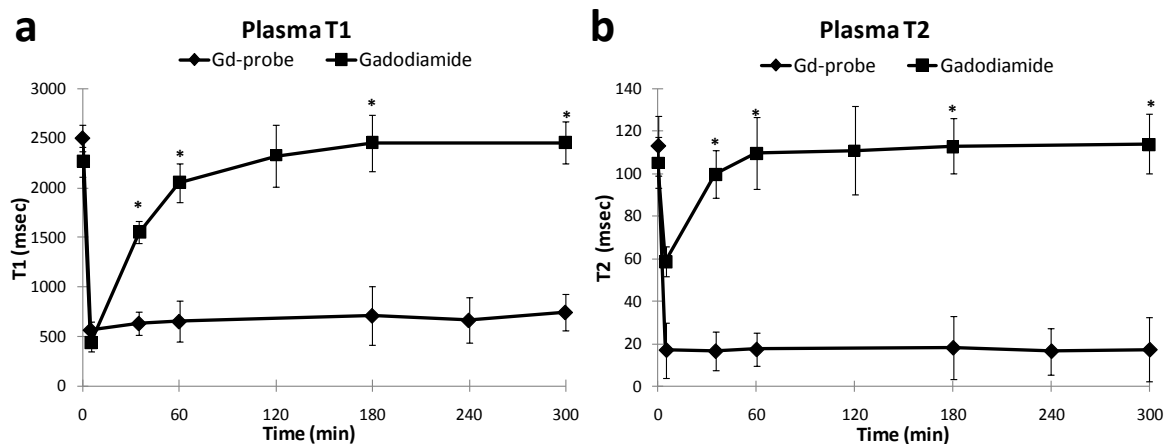 a
Plasma T1
Gd-probe Gadodiamide
3000
2500
2000
1500
1000
500
0
T1 (msec)
* * * *
0 60 120 180 240 300
Time (min)
b
Plasma T2
Gd-probe Gadodiamide
140
120
100
80
60
40
20
0
T2 (msec)
* * * *
0 60 120 180 240 300
Time (min)